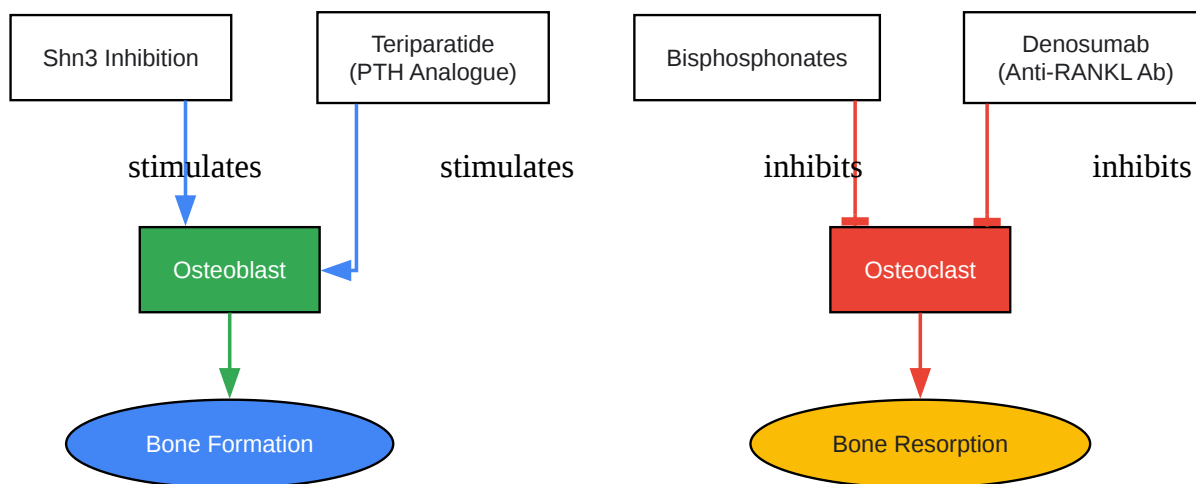 Shn3 Inhibition
Teriparatide
(PTH Analogue)
Bisphosphonates
Denosumab
(Anti-RANKL Ab)
stimulates
stimulates
inhibits
inhibits
Osteoblast
Osteoclast
Bone Formation
Bone Resorption